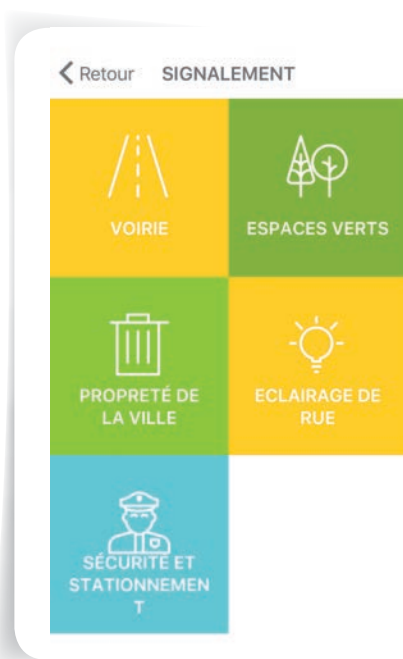 Retour SIGNALEMENT
VOIRIE
ESPACES VERTS
PROPRETÉ DE
LA VILLE
ECLAIRAGE DE
RUE
SÉCURITÉ ET
STATIONNEMEN
T